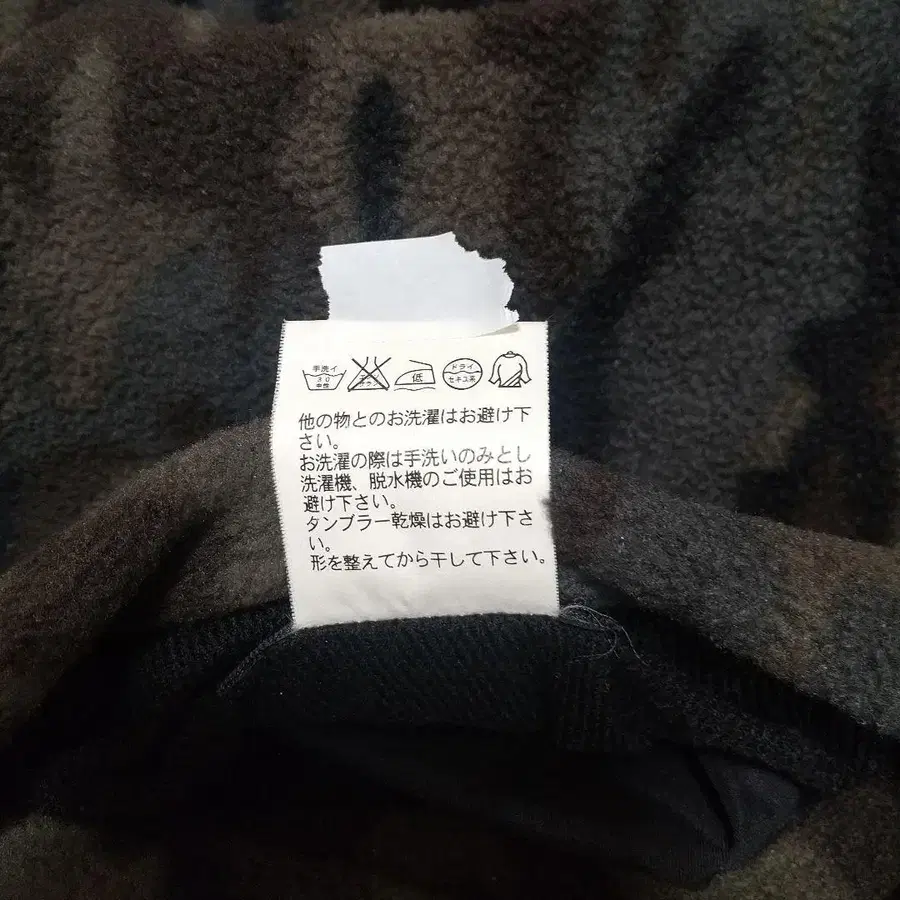 手洗イ
30
中性
低
ドライ
セキユ系
他の物とのお洗濯はお避け下
さい。
お洗濯の際は手洗いのみとし
洗濯機、脱水機のご使用はお
避け下さい。
タンブラー乾燥はお避け下さ
い。
形を整えてから干して下さい。